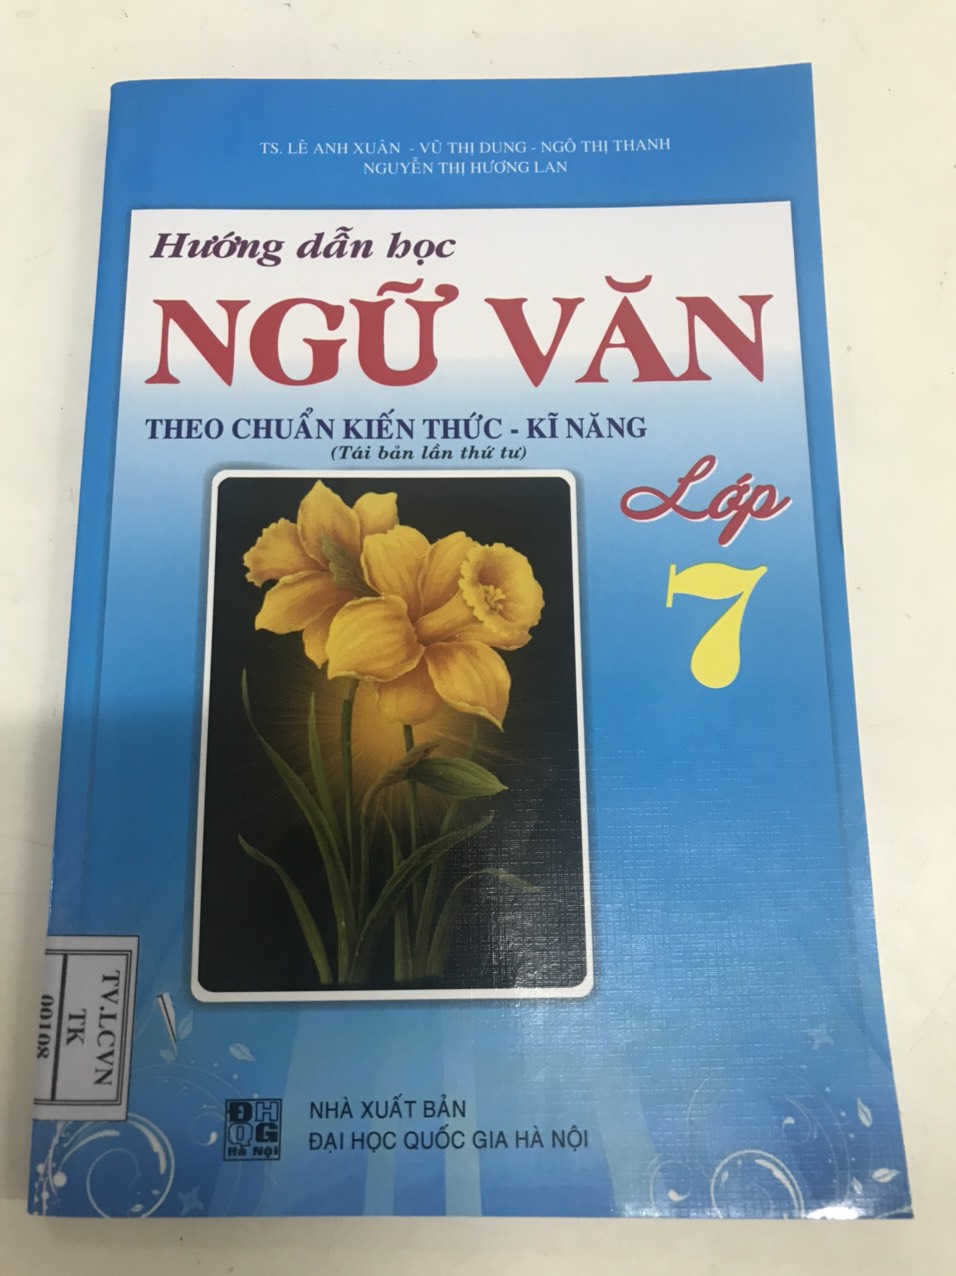 TS. LÊ ANH XUÂN - VŨ THỊ DUNG - NGÔ THỊ THANH
NGUYỄN THỊ HƯƠNG LAN
Hướng dẫn học
NGỮ VĂN
THEO CHUẨN KIẾN THỨC - KĨ NĂNG
(Tái bản lần thứ tư)
Lớp
7
TV.LCVN
TK
00108
ĐH
QG
Hà Nội
NHÀ XUẤT BẢN
ĐẠI HỌC QUỐC GIA HÀ NỘI